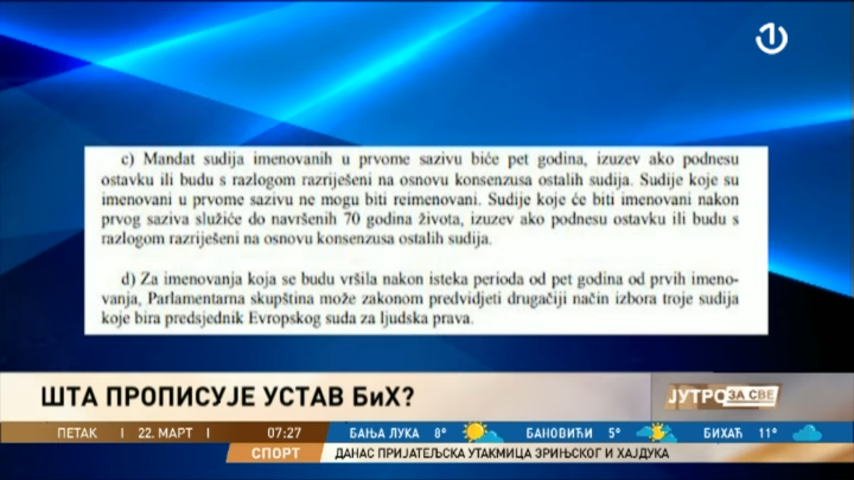 1
c) Mandat sudija imenovanih u prvome sazivu biće pet godina, izuzev ako podnesu
ostavku ili budu s razlogom razriješeni na osnovu konsenzusa ostalih sudija. Sudije koje su
imenovani u prvome sazivu ne mogu biti reimenovani. Sudije koje će biti imenovani nakon
prvog saziva služiće do navršenih 70 godina života, izuzev ako podnesu ostavku ili budu s
razlogom razriješeni na osnovu konsenzusa ostalih sudija.
d) Za imenovanja koja se budu vršila nakon isteka perioda od pet godina od prvih imeno-
vanja, Parlamentarna skupština može zakonom predvidjeti drugačiji način izbora troje sudija
koje bira predsjednik Evropskog suda za ljudska prava.
ШТА ПРОПИСУЈЕ УСТАВ БиХ?
ЈУТРО ЗА СВЕ
ПЕТАК | 22. МАРТ | 07:27 БАЊА ЛУКА 8° БАНОВИЋИ 5° БИХАЋ 11°
СПОРТ ДАНАС ПРИЈАТЕЉСКА УТАКМИЦА ЗРИЊСКОГ И ХАЈДУКА